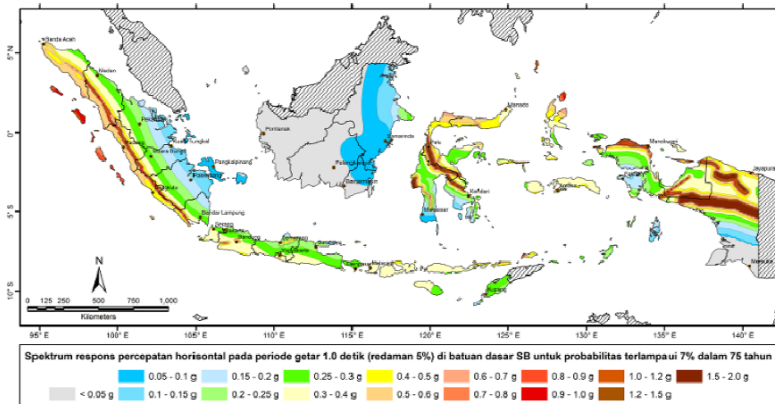 5°N
Banda Aceh
Medan
Manado
0°
Pontianak
Samarinda
Manokwari
Jayapura
Pangkalpinang
Palembang
Makassar
Kendari
5°S
Bandar Lampung
Serang
Bandung
Merauke
Kupang
10°S
N
0 125 250 500 750 1,000
Kilometers
95°E 100°E 105°E 110°E 115°E 120°E 125°E 130°E 135°E 140°E
Spektrum respons percepatan horisontal pada periode getar 1.0 detik (redaman 5%) di batuan dasar SB untuk probabilitas terlampaui 7% dalam 75 tahun
0.05 - 0.1 g 0.15 - 0.2 g 0.25 - 0.3 g 0.4 - 0.5 g 0.6 - 0.7 g 0.8 - 0.9 g 1.0 - 1.2 g 1.5 - 2.0 g
< 0.05 g 0.1 - 0.15 g 0.2 - 0.25 g 0.3 - 0.4 g 0.5 - 0.6 g 0.7 - 0.8 g 0.9 - 1.0 g 1.2 - 1.5 g